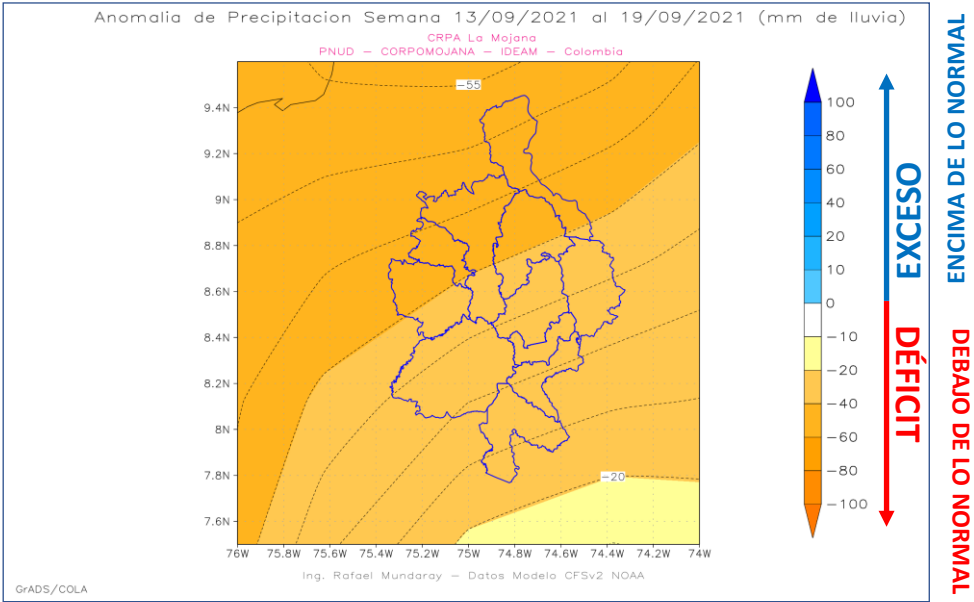 Anomalia de Precipitacion Semana 13/09/2021 al 19/09/2021 (mm de lluvia)
CRPA La Mojana
PNUD – CORPOMOJANA – IDEAM – Colombia
−55
−20
9.4N
9.2N
9N
8.8N
8.6N
8.4N
8.2N
8N
7.8N
7.6N
76W 75.8W 75.6W 75.4W 75.2W 75W 74.8W 74.6W 74.4W 74.2W 74W
100
80
60
40
20
10
0
−10
−20
−40
−60
−80
−100
EXCESO
DÉFICIT
ENCIMA DE LO NORMAL
DEBAJO DE LO NORMAL
Ing. Rafael Mundaray – Datos Modelo CFSv2 NOAA
GrADS/COLA